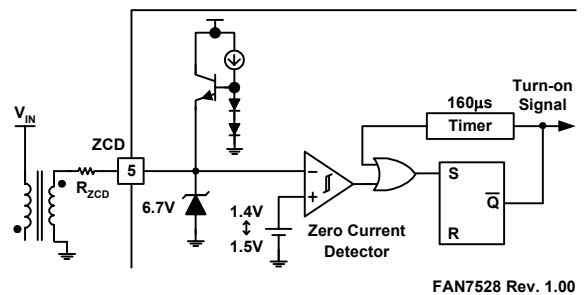 V_IN
ZCD
5
R_ZCD
6.7V
1.4V
1.5V
−
+
Zero Current
Detector
160μs
Timer
Turn-on
Signal
S
Q̅
R
FAN7528 Rev. 1.00